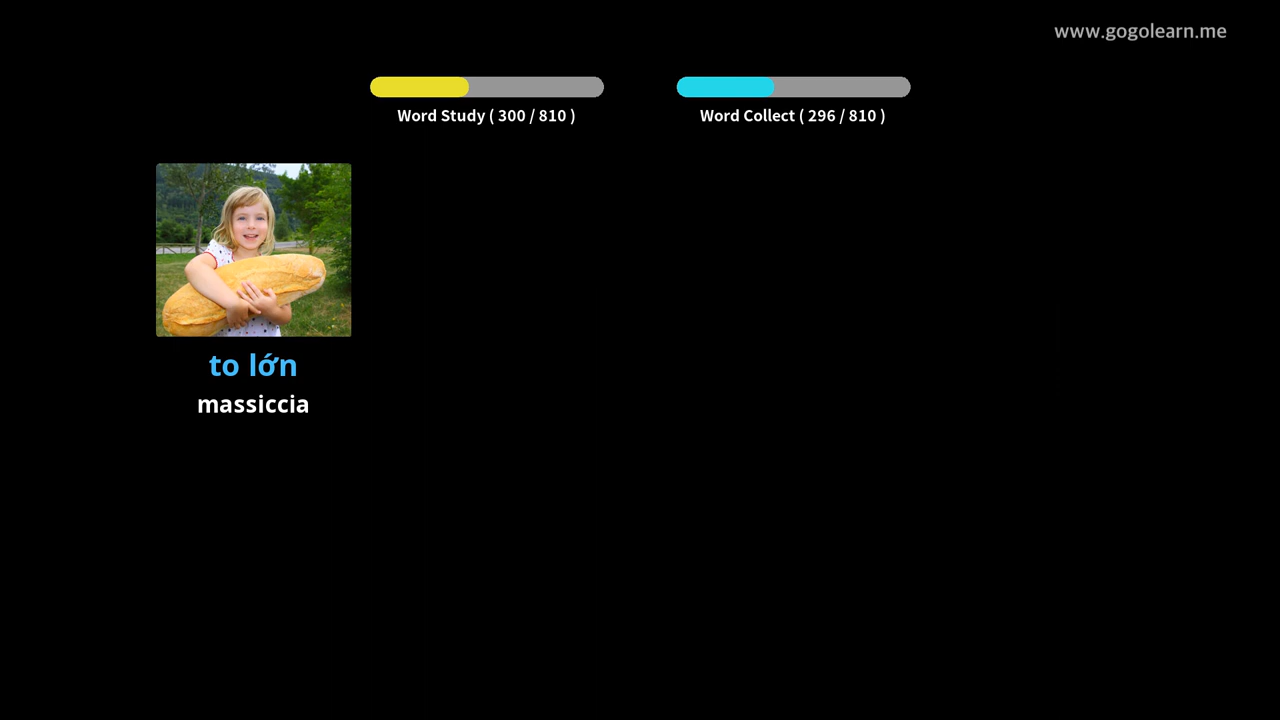 www.gogolearn.me
Word Study ( 300 / 810 )
Word Collect ( 296 / 810 )
to lớn
massiccia